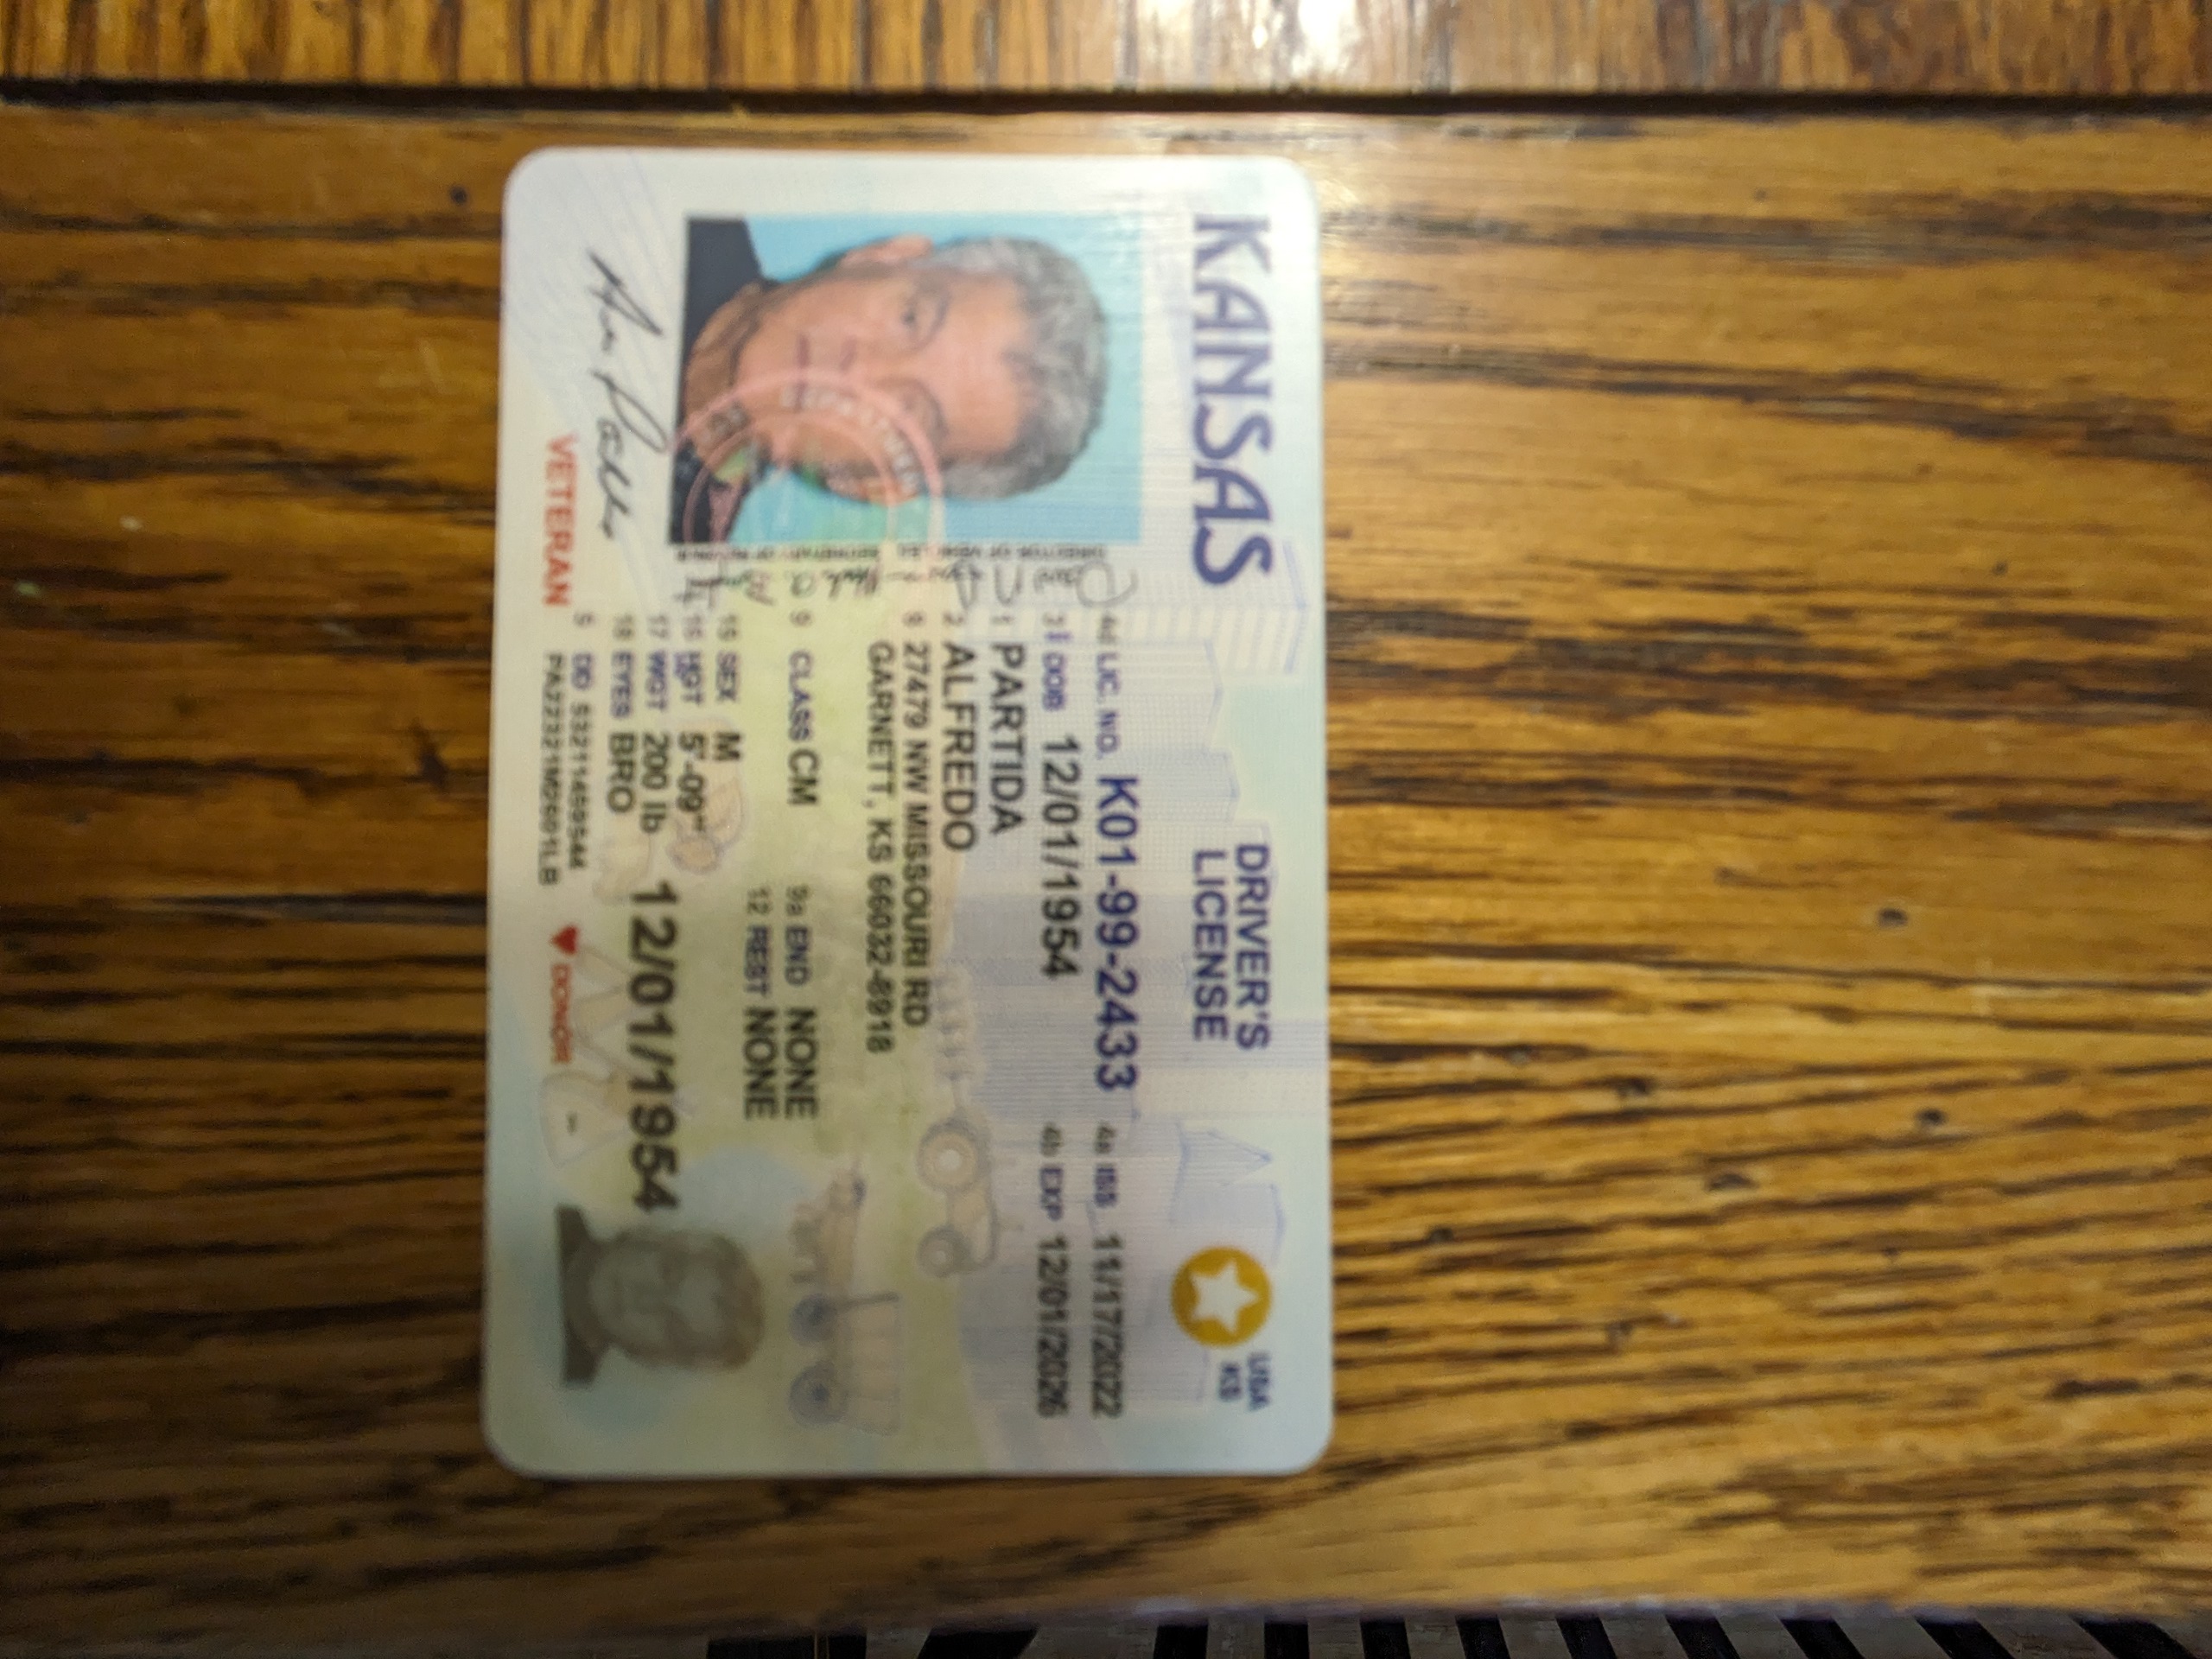 KANSAS
DRIVER'S
LICENSE
USA
KS
4d LIC. NO. K01-99-2433
4a ISS 11/17/2022
3 DOB 12/01/1954
4b EXP 12/01/2026
1 PARTIDA
2 ALFREDO
8 27479 NW MISSOURI RD
GARNETT, KS 66032-8918
9 CLASS CM
9a END NONE
12 REST NONE
15 SEX M
16 HGT 5'-09"
17 WGT 200 lb
18 EYES BRO
12/01/1954
5 DD
DONOR
VETERAN
DIRECTOR OF VEHICLES
SECRETARY OF REVENUE